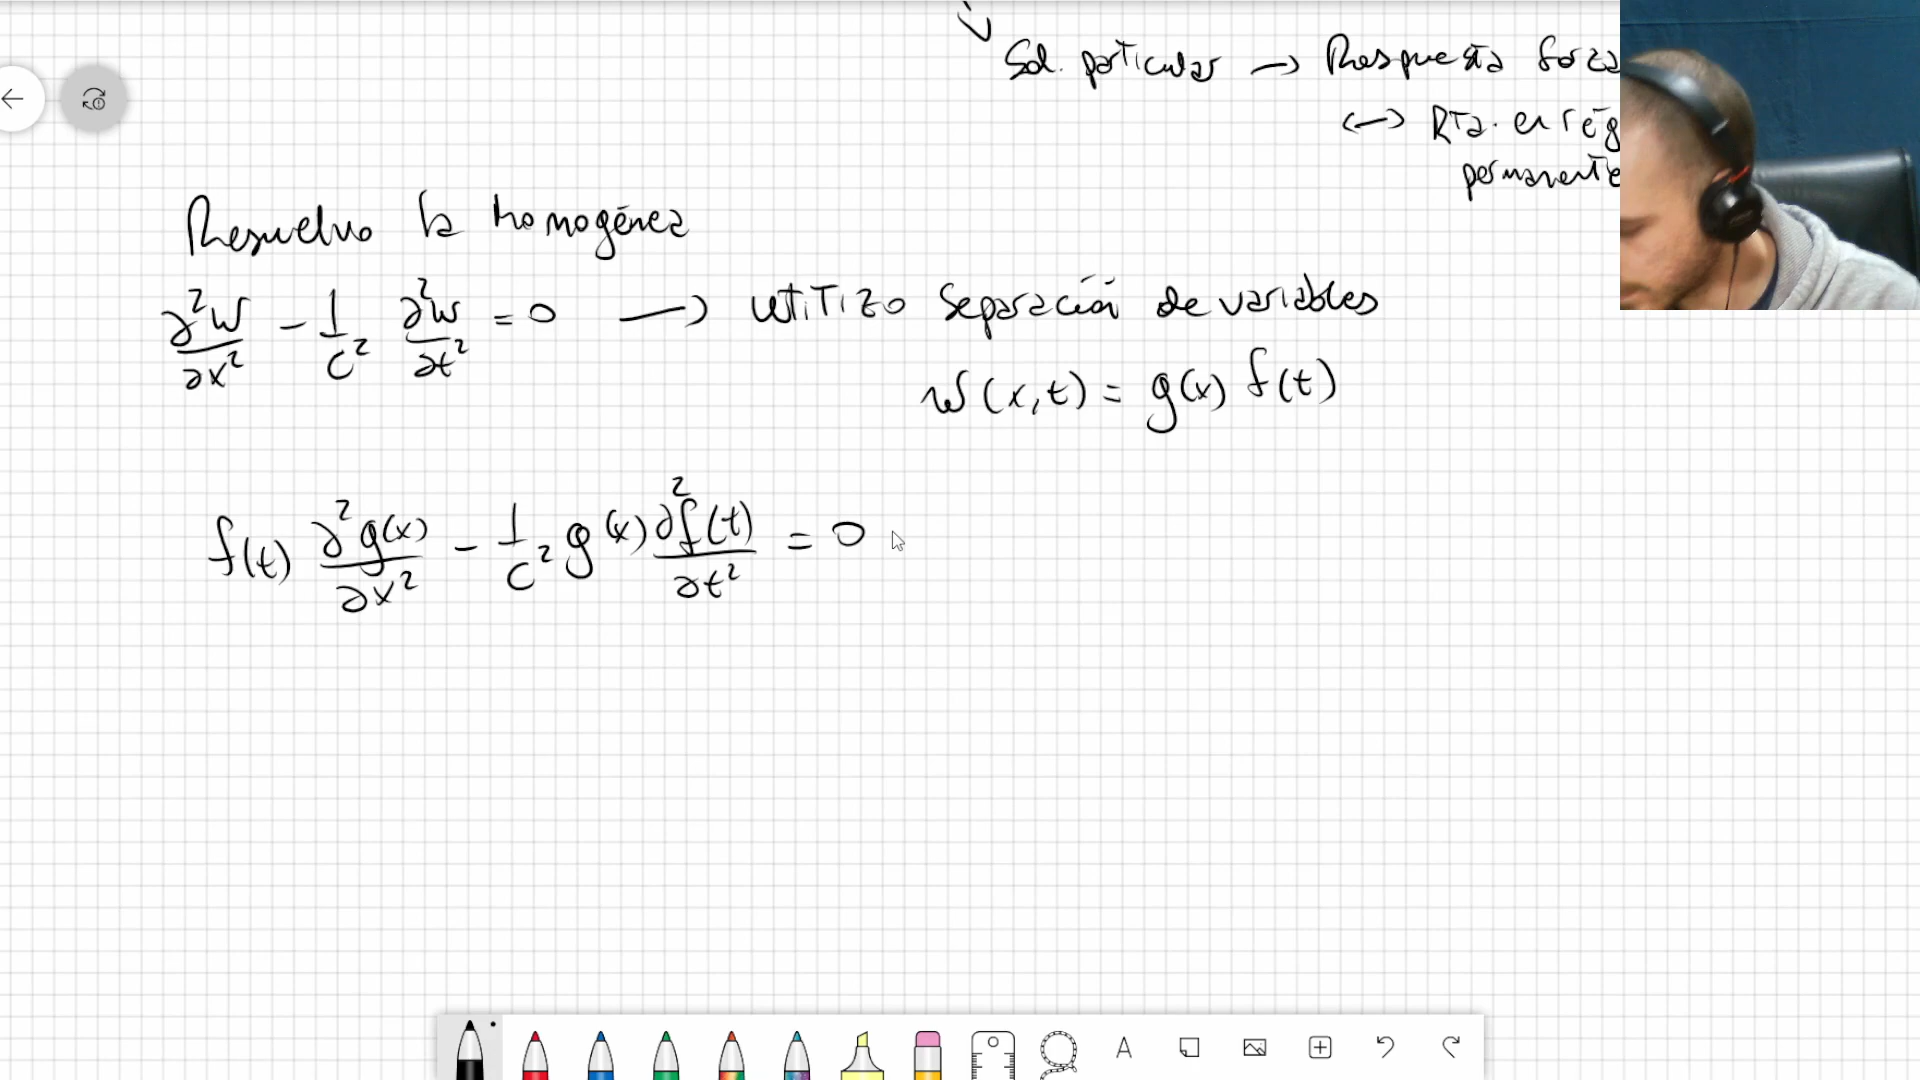 Sol. particular → Respuesta forza
↔ Rta. en rég
permanente
Resuelvo la homogénea
∂²w/∂x² - 1/c² ∂²w/∂t² = 0 → utilizo separación de variables
w(x,t) = g(x) f(t)
f(t) ∂²g(x)/∂x² - 1/c² g(x) ∂²f(t)/∂t² = 0
A